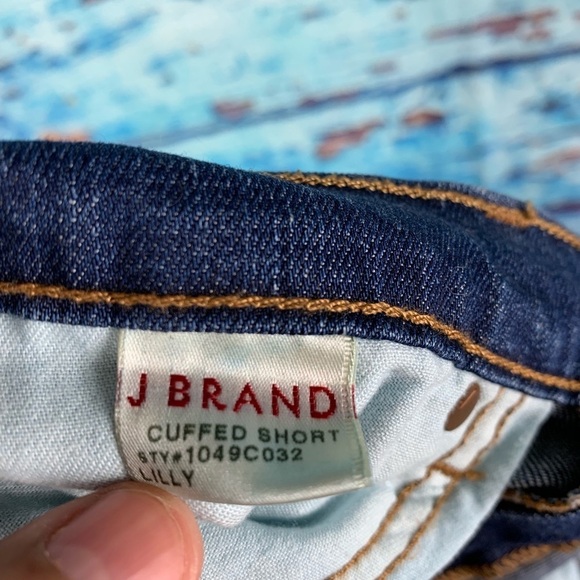 J BRAND
CUFFED SHORT
STY#1049C032
LILLY